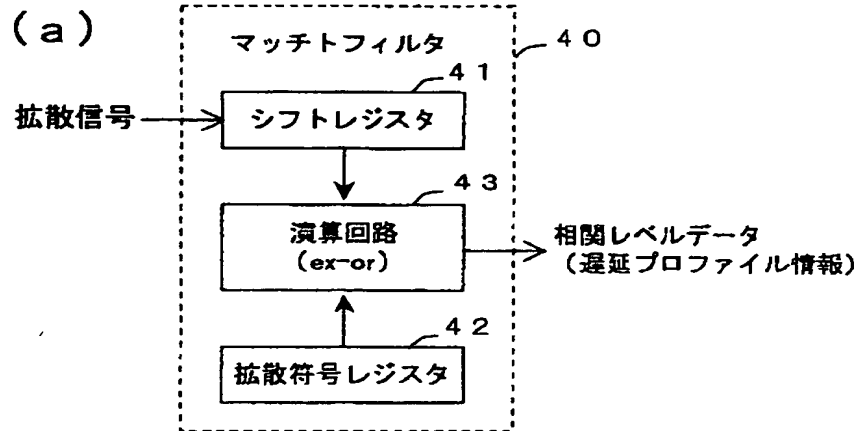 (a)
マッチトフィルタ
40
41
拡散信号
シフトレジスタ
43
演算回路
(ex-or)
相関レベルデータ
(遅延プロファイル情報)
42
拡散符号レジスタ